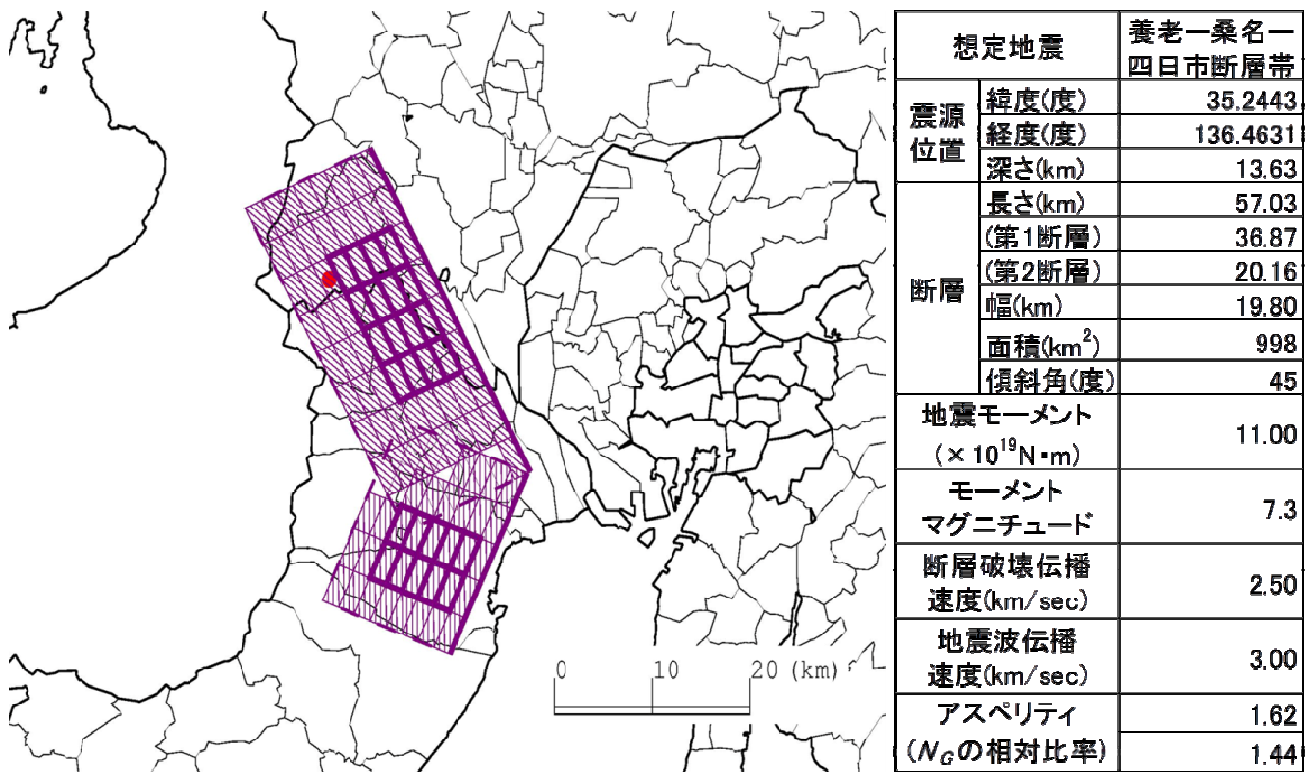 0 10 20 (km)
想定地震 養老ー桑名ー
四日市断層帯
震源
位置
緯度(度) 35.2443
経度(度) 136.4631
深さ(km) 13.63
断層
長さ(km) 57.03
(第1断層) 36.87
(第2断層) 20.16
幅(km) 19.80
面積(km²) 998
傾斜角(度) 45
地震モーメント
(×10¹⁹N・m) 11.00
モーメント
マグニチュード 7.3
断層破壊伝播
速度(km/sec) 2.50
地震波伝播
速度(km/sec) 3.00
アスペリティ 1.62
(N_Gの相対比率) 1.44